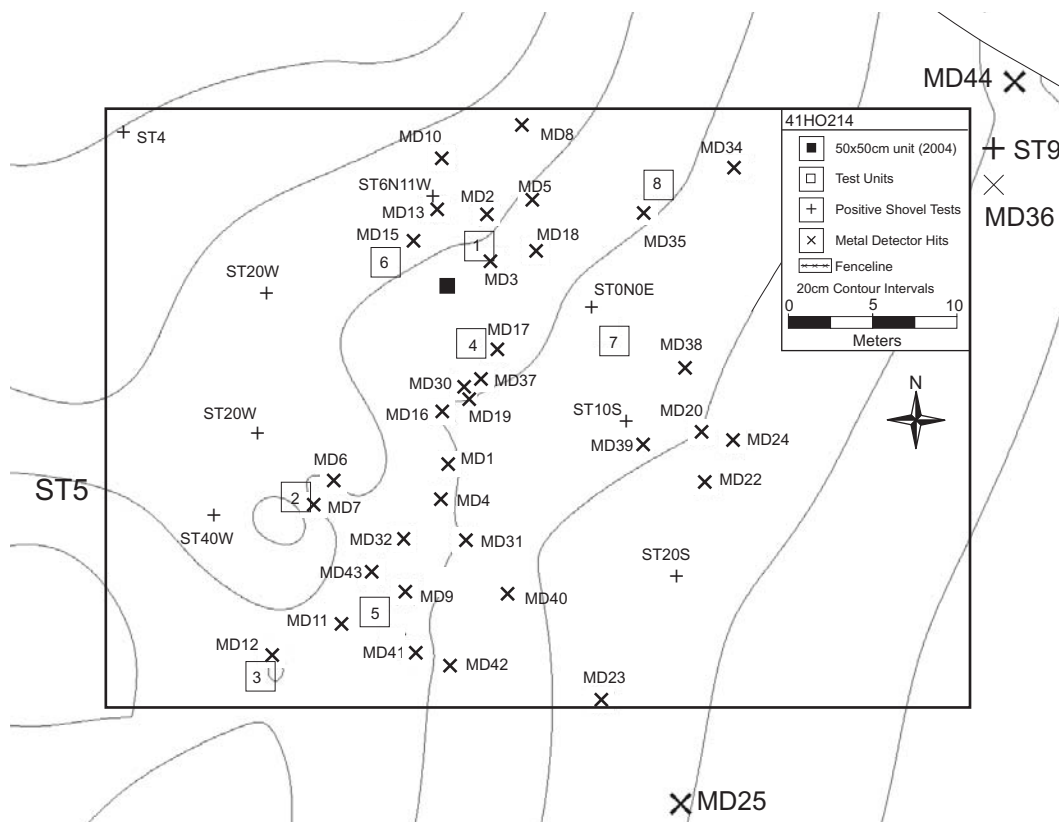 MD44
41HO214
ST4
MD8
50x50cm unit (2004)
MD10
MD34
ST9
Test Units
ST6N11W
MD5
8
MD2
Positive Shovel Tests
MD13
MD36
MD15
MD18
MD35
Metal Detector Hits
1
6
MD3
Fenceline
ST20W
20cm Contour Intervals
ST0N0E
0 5 10
MD17
4
7
Meters
MD38
MD30
MD37
N
MD16
MD19
ST20W
ST10S
MD20
MD39
MD24
MD6
MD1
ST5
MD22
2
MD7
MD4
ST40W
MD32
MD31
ST20S
MD43
MD9
MD40
5
MD11
MD12
MD41
MD42
3
MD23
MD25